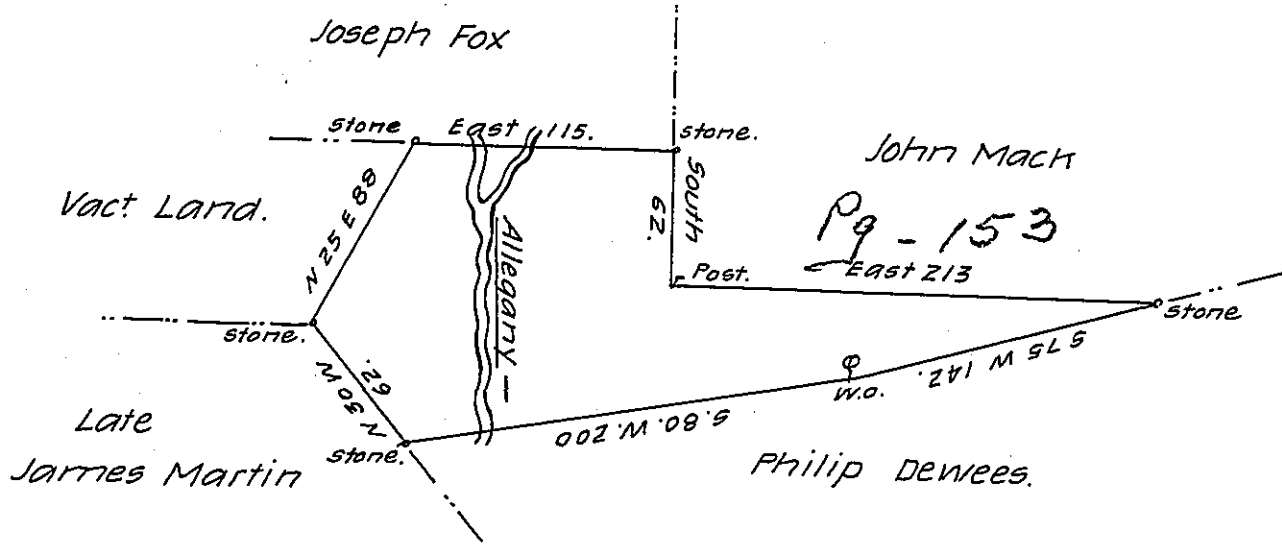 Joseph Fox
stone East 115. stone.
John Mack
Vact. Land.
N 25 E 88
South 62.
Pg - 153
Allegany -
Post.
East 213
stone.
stone
N 30 W 62.
S 75 W 142.
W.O.
S. 80. W. 200
Late
James Martin
stone.
Philip Dewees.